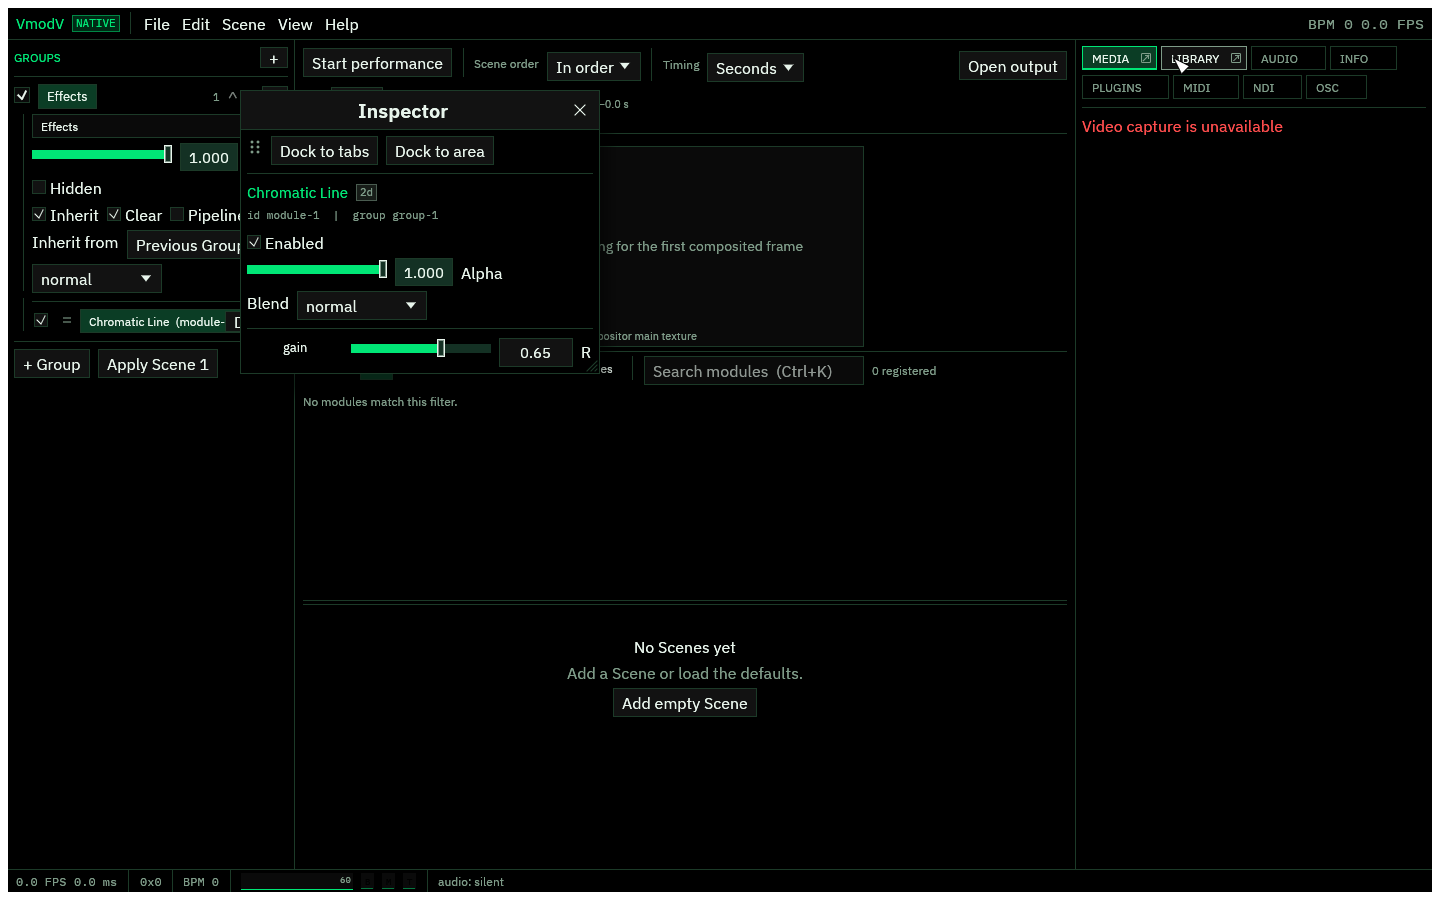 VmodV NATIVE File Edit Scene View Help BPM 0 0.0 FPS
GROUPS +
Effects 1 ^
Effects
1.000
Hidden
Inherit Clear Pipeline
Inherit from Previous Group
normal
= Chromatic Line (module-
+ Group Apply Scene 1
Start performance Scene order In order Timing Seconds Open output
Inspector
Dock to tabs Dock to area
Chromatic Line 2d
id module-1 | group group-1
Enabled
1.000 Alpha
Blend normal
gain 0.65 R
0.0 s
for the first composited frame
main texture
Search modules (Ctrl+K) 0 registered
No modules match this filter.
No Scenes yet
Add a Scene or load the defaults.
Add empty Scene
MEDIA LIBRARY AUDIO INFO
PLUGINS MIDI NDI OSC
Video capture is unavailable
0.0 FPS 0.0 ms 0x0 BPM 0 60 audio: silent